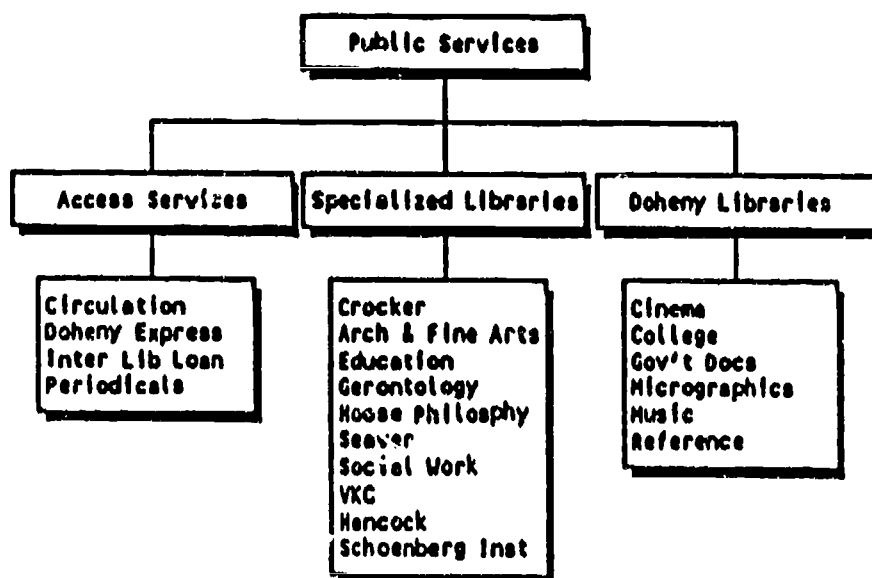 Public Services
Access Services
Specialized Libraries
Doheny Libraries
Circulation
Doheny Express
Inter Lib Loan
Periodicals
Crocker
Arch & Fine Arts
Education
Gerontology
Hoose Philosphy
Seaver
Social Work
VKC
Hancock
Schoenberg Inst
Cinema
College
Gov't Docs
Micrographics
Music
Reference